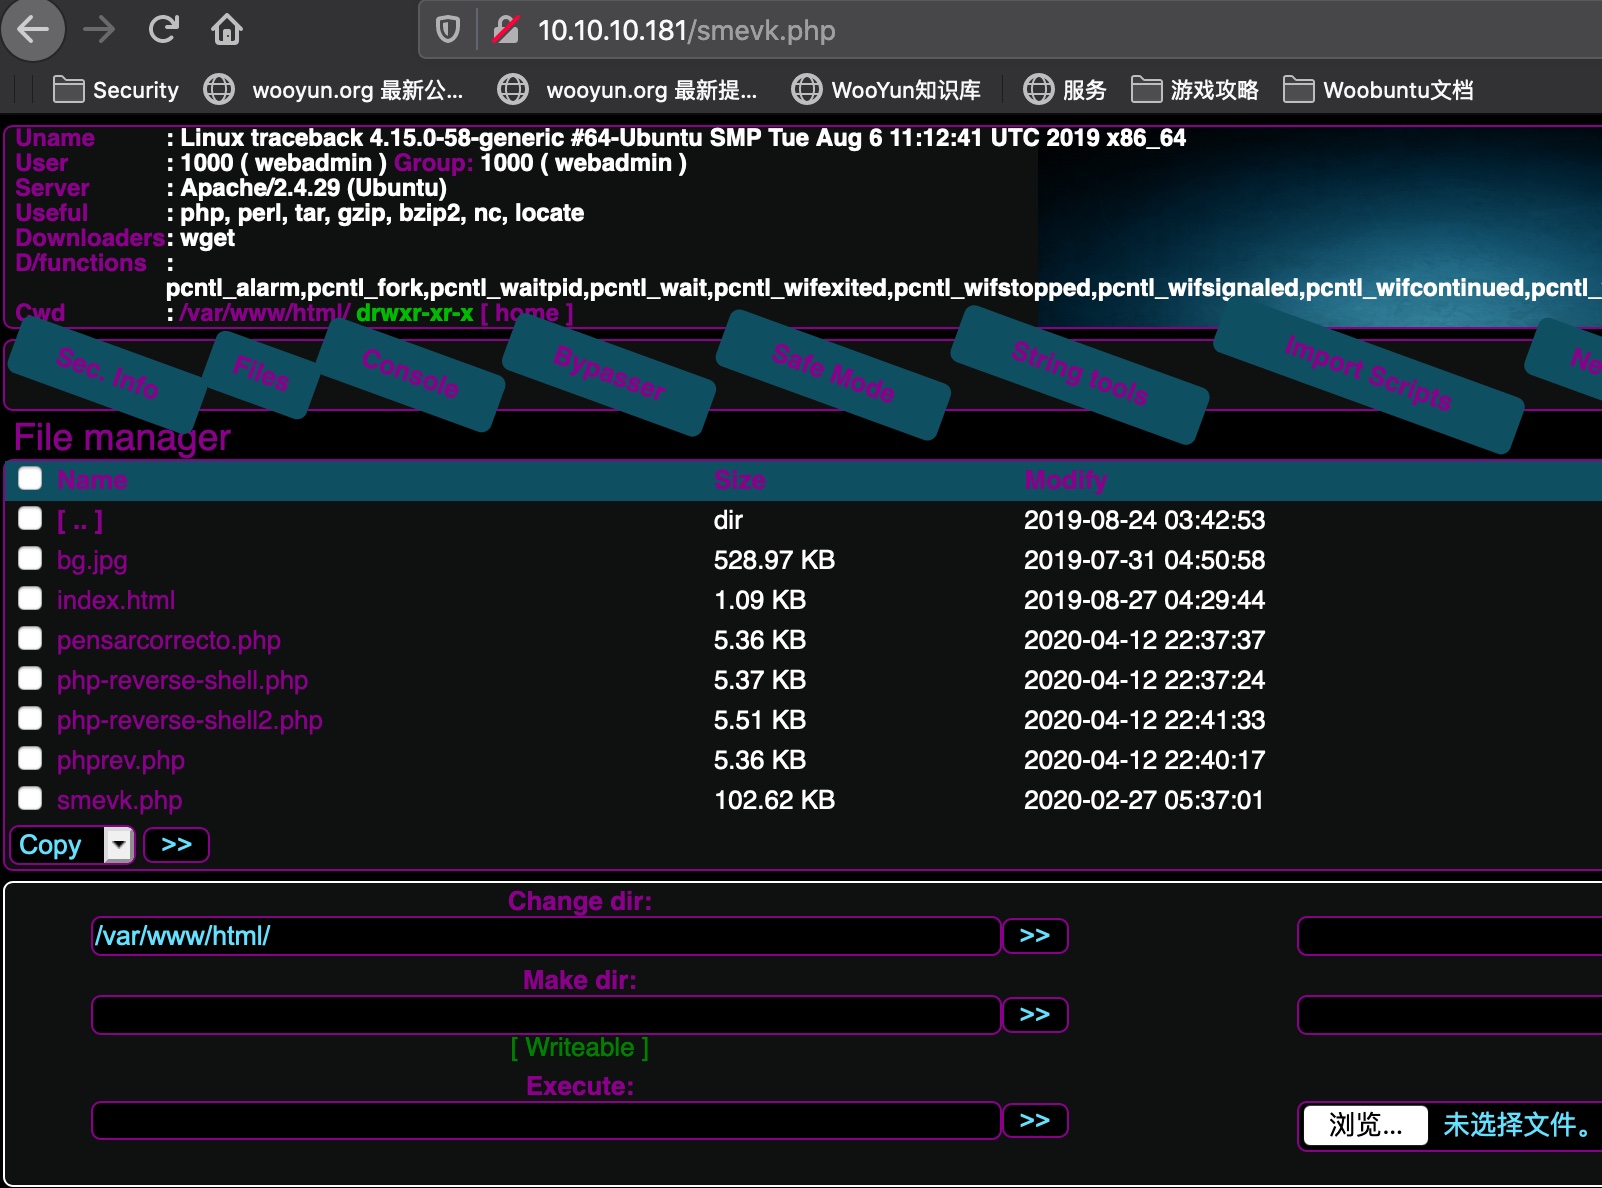 10.10.10.181/smevk.php
Security wooyun.org 最新公... wooyun.org 最新提... WooYun知识库 服务 游戏攻略 Woobuntu文档
Uname : Linux traceback 4.15.0-58-generic #64-Ubuntu SMP Tue Aug 6 11:12:41 UTC 2019 x86_64
User : 1000 ( webadmin ) Group: 1000 ( webadmin )
Server : Apache/2.4.29 (Ubuntu)
Useful : php, perl, tar, gzip, bzip2, nc, locate
Downloaders : wget
D/functions :
pcntl_alarm,pcntl_fork,pcntl_waitpid,pcntl_wait,pcntl_wifexited,pcntl_wifstopped,pcntl_wifsignaled,pcntl_wifcontinued,pcntl_
Cwd : /var/www/html/ drwxr-xr-x [ home ]
Sec. Info Files Console Bypasser Safe Mode String tools Import Scripts Ne
File manager
Name Size Modify
[ .. ] dir 2019-08-24 03:42:53
bg.jpg 528.97 KB 2019-07-31 04:50:58
index.html 1.09 KB 2019-08-27 04:29:44
pensarcorrecto.php 5.36 KB 2020-04-12 22:37:37
php-reverse-shell.php 5.37 KB 2020-04-12 22:37:24
php-reverse-shell2.php 5.51 KB 2020-04-12 22:41:33
phprev.php 5.36 KB 2020-04-12 22:40:17
smevk.php 102.62 KB 2020-02-27 05:37:01
Copy >>
Change dir:
/var/www/html/ >>
Make dir:
>>
[ Writeable ]
Execute:
>> 浏览... 未选择文件。